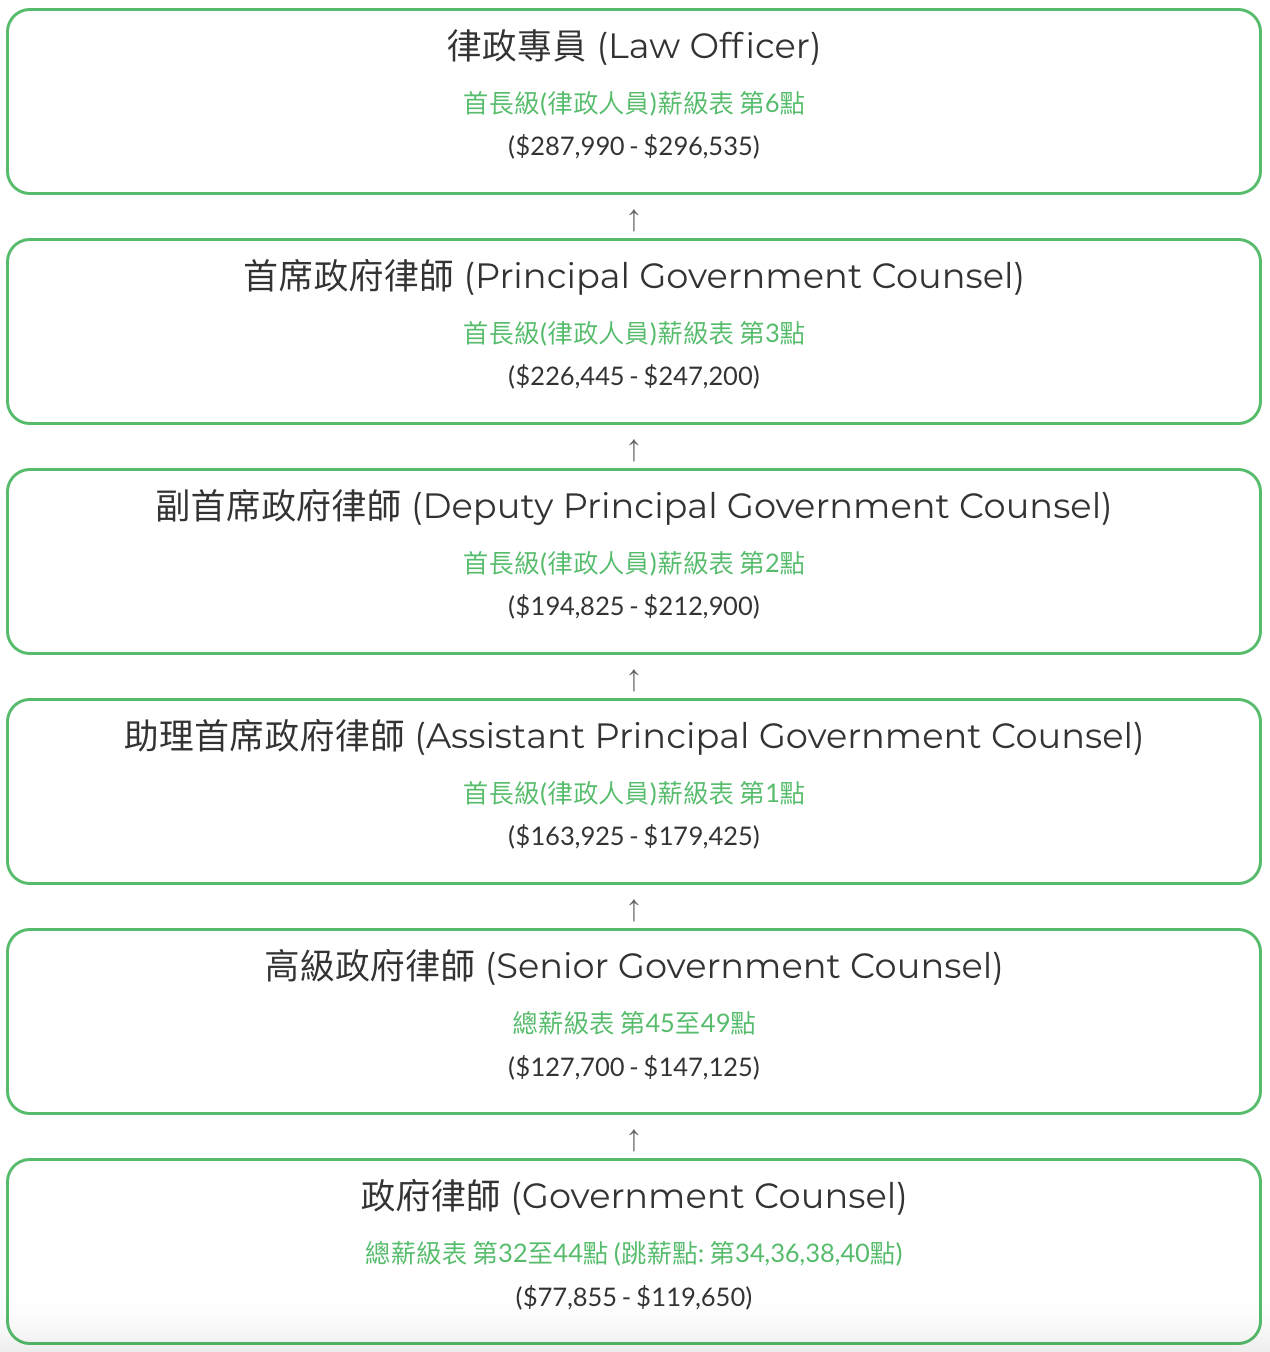 律政專員 (Law Officer)
首長級(律政人員)薪級表 第6點
($287,990 - $296,535)
↑
首席政府律師 (Principal Government Counsel)
首長級(律政人員)薪級表 第3點
($226,445 - $247,200)
↑
副首席政府律師 (Deputy Principal Government Counsel)
首長級(律政人員)薪級表 第2點
($194,825 - $212,900)
↑
助理首席政府律師 (Assistant Principal Government Counsel)
首長級(律政人員)薪級表 第1點
($163,925 - $179,425)
↑
高級政府律師 (Senior Government Counsel)
總薪級表 第45至49點
($127,700 - $147,125)
↑
政府律師 (Government Counsel)
總薪級表 第32至44點 (跳薪點: 第34,36,38,40點)
($77,855 - $119,650)